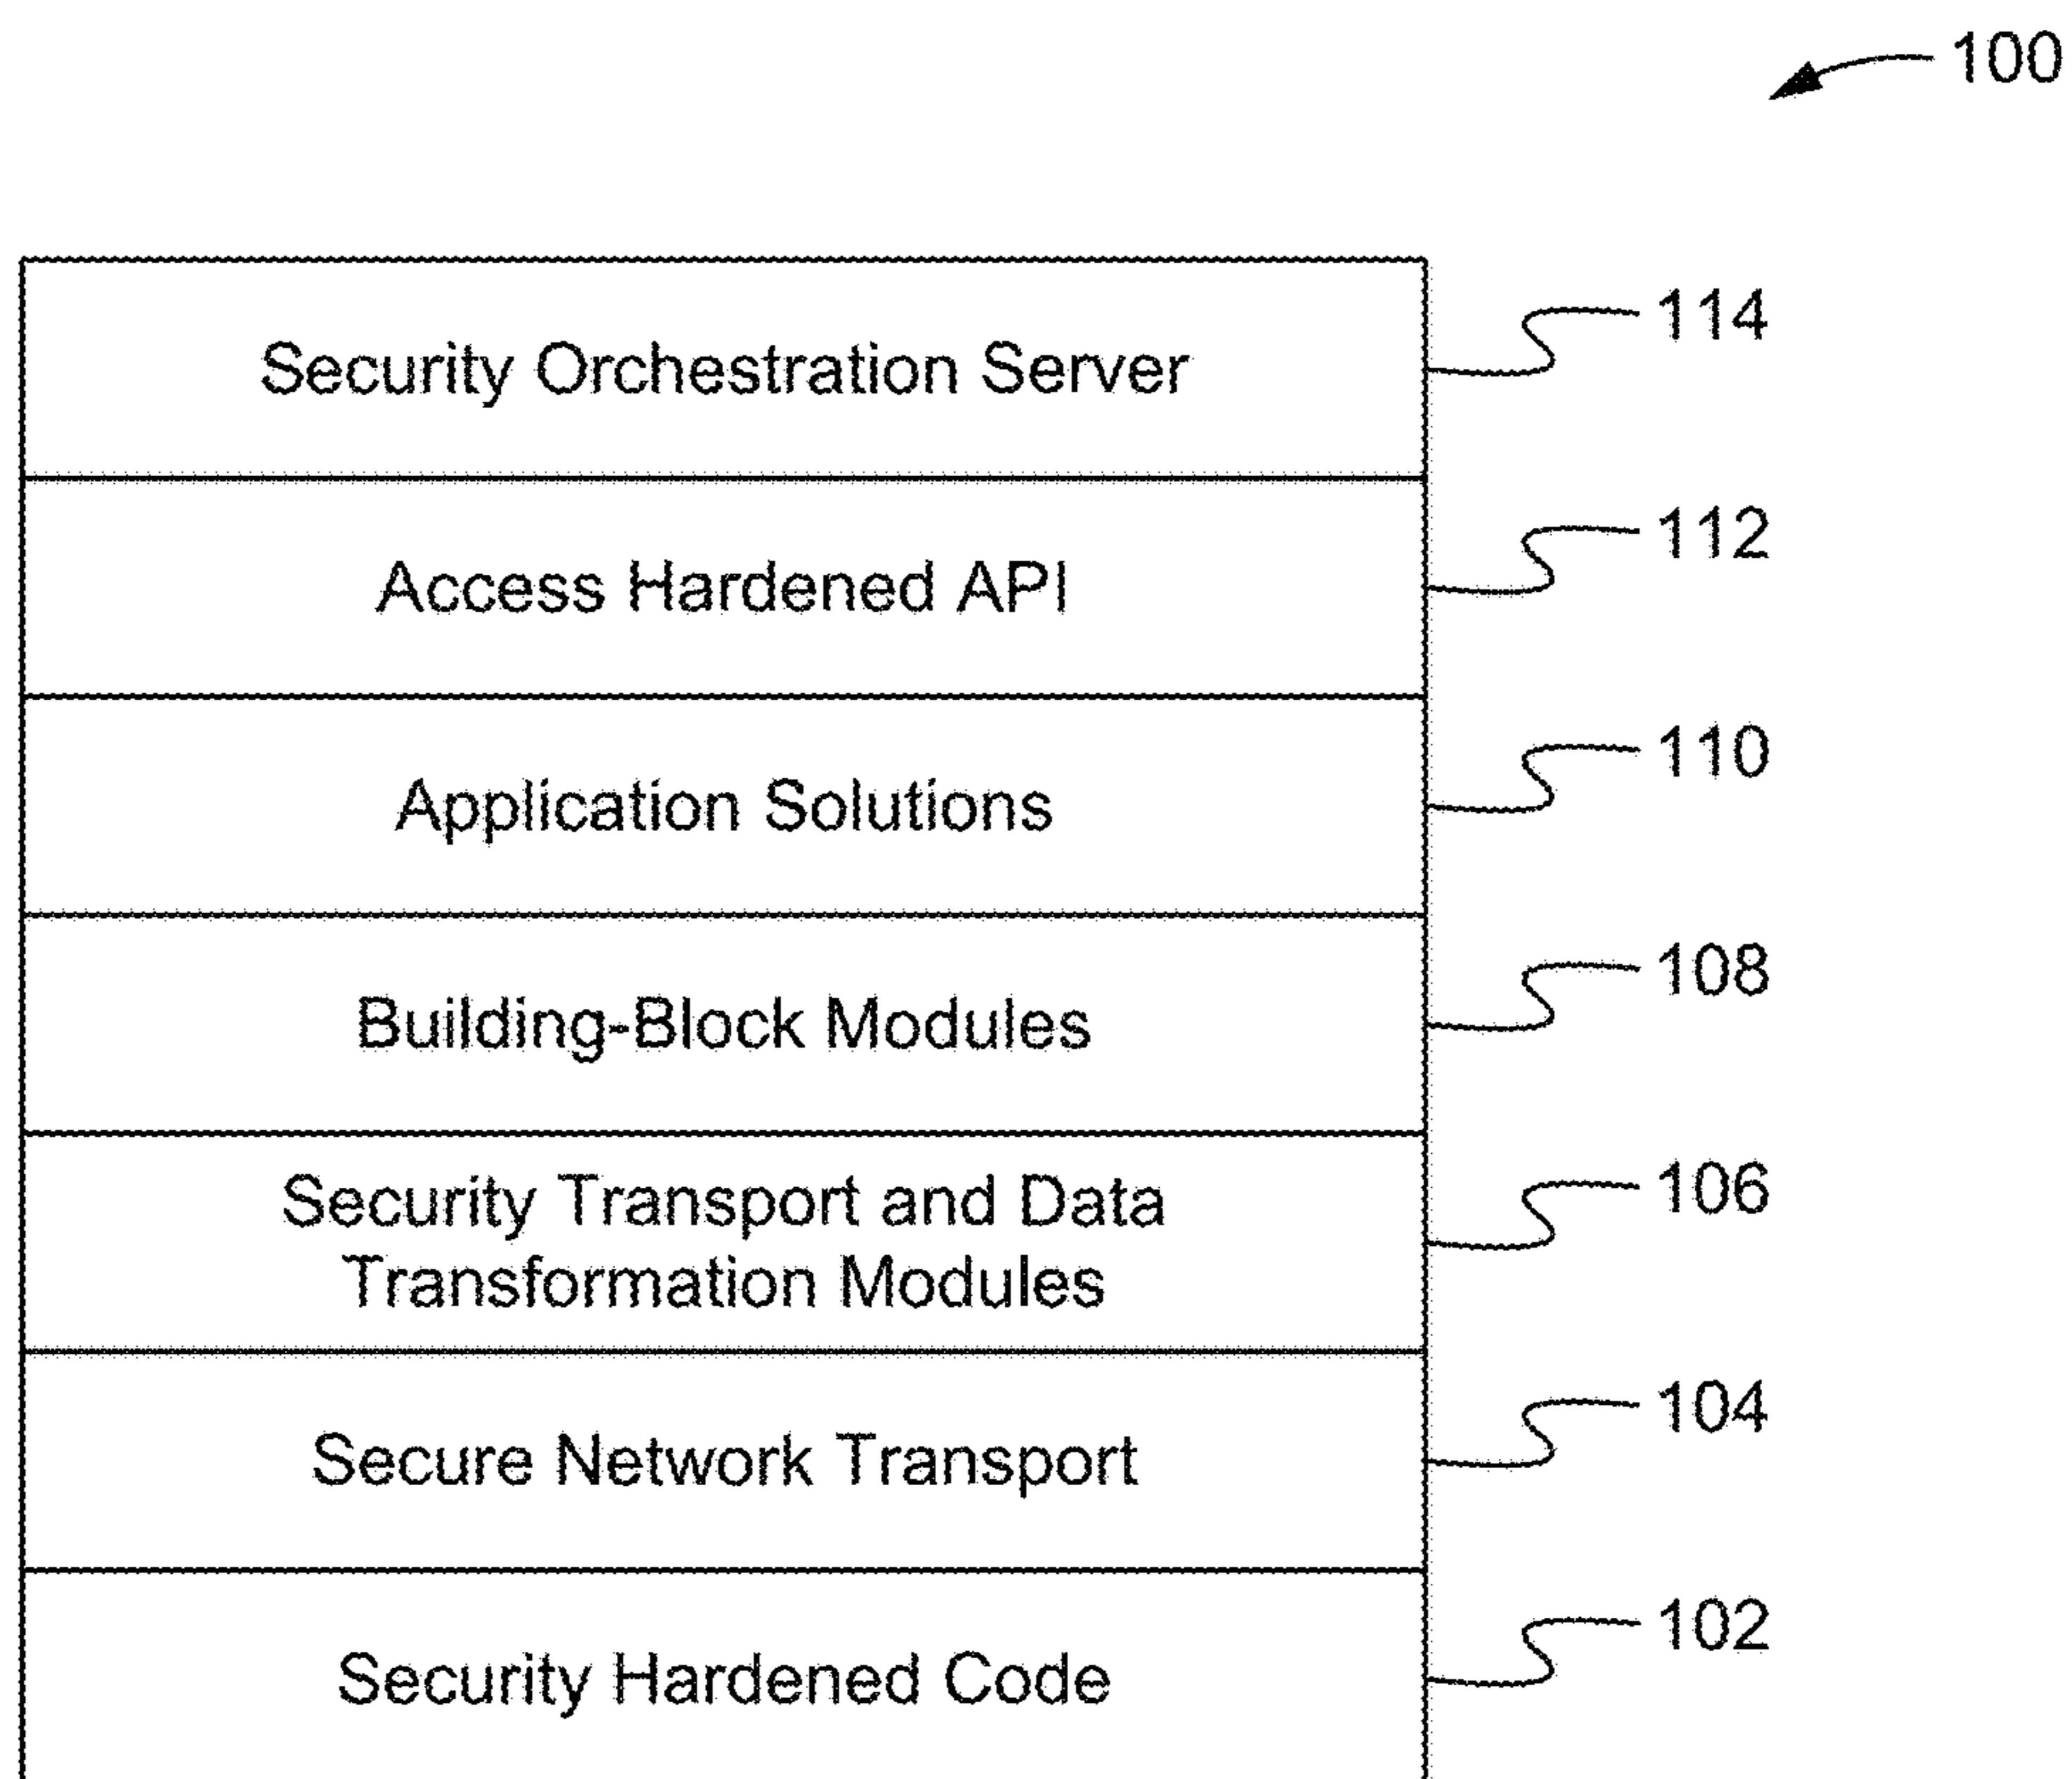 100
Security Orchestration Server
114
Access Hardened API
112
Application Solutions
110
Building-Block Modules
108
Security Transport and Data
Transformation Modules
106
Secure Network Transport
104
Security Hardened Code
102